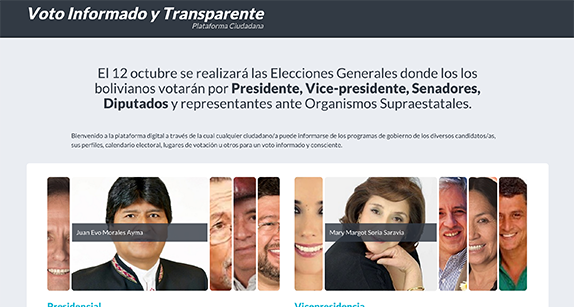 Voto Informado y Transparente
Plataforma Ciudadana
El 12 octubre se realizará las Elecciones Generales donde los los
bolivianos votarán por Presidente, Vice-presidente, Senadores,
Diputados y representantes ante Organismos Supraestatales.
Bienvenido a la plataforma digital a través de la cual cualquier ciudadano/a puede informarse de los programas de gobierno de los diversos candidatos/as,
sus perfiles, calendario electoral, lugares de votación u otros para un voto informado y consciente.
Juan Evo Morales Ayma
Mary Margot Soria Saravia
Presidencial
Vicepresidencia